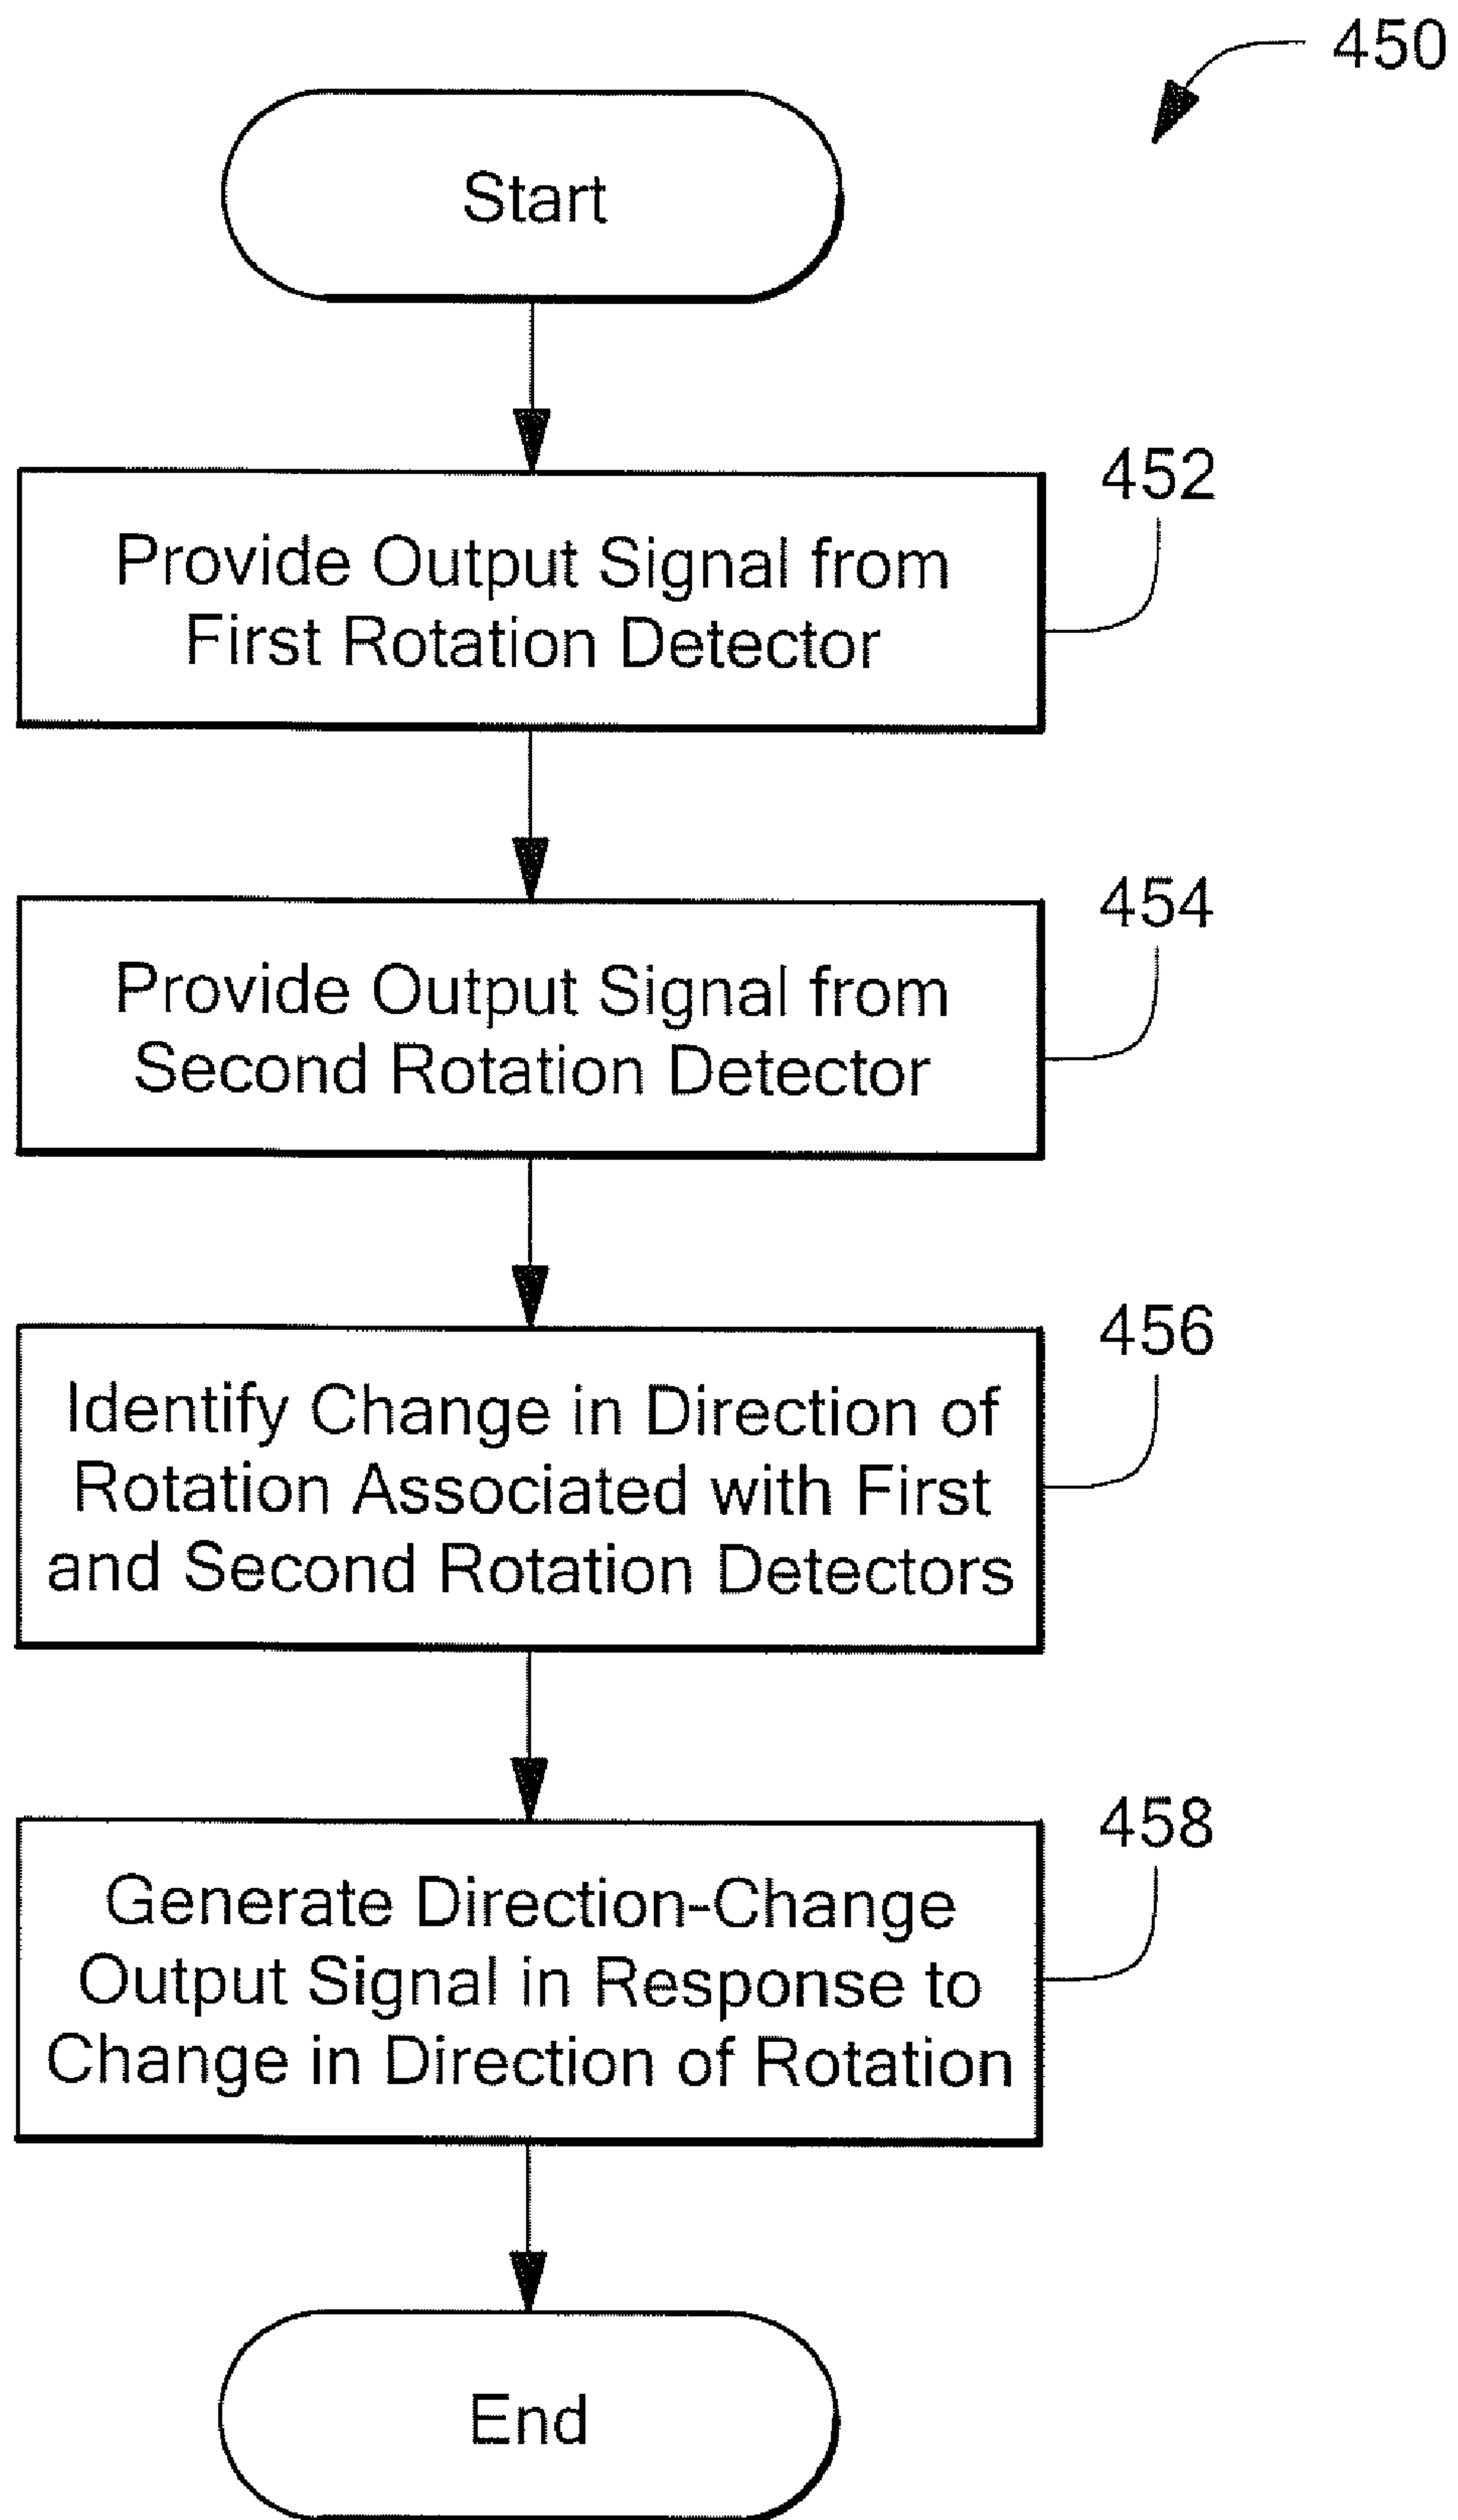 450
Start
452
Provide Output Signal from
First Rotation Detector
454
Provide Output Signal from
Second Rotation Detector
456
Identify Change in Direction of
Rotation Associated with First
and Second Rotation Detectors
458
Generate Direction-Change
Output Signal in Response to
Change in Direction of Rotation
End